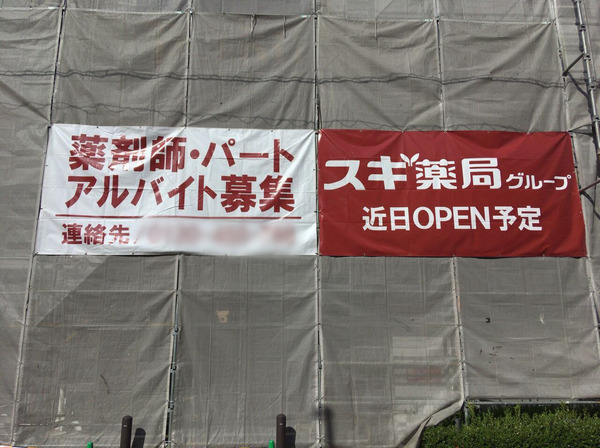 薬剤師・パート
アルバイト募集
連絡先
スギ薬局グループ
近日OPEN予定